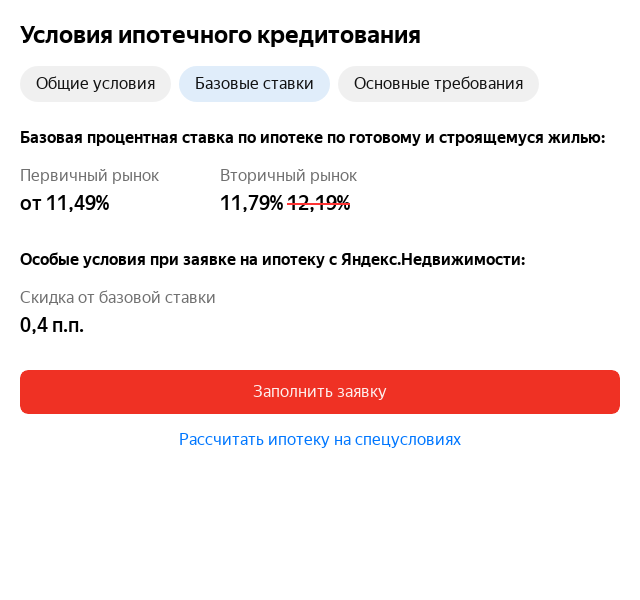 Условия ипотечного кредитования
Общие условия Базовые ставки Основные требования
Базовая процентная ставка по ипотеке по готовому и строящемуся жилью:
Первичный рынок Вторичный рынок
от 11,49% 11,79% 12,19%
Особые условия при заявке на ипотеку с Яндекс.Недвижимости:
Скидка от базовой ставки
0,4 п.п.
Заполнить заявку
Рассчитать ипотеку на спецусловиях